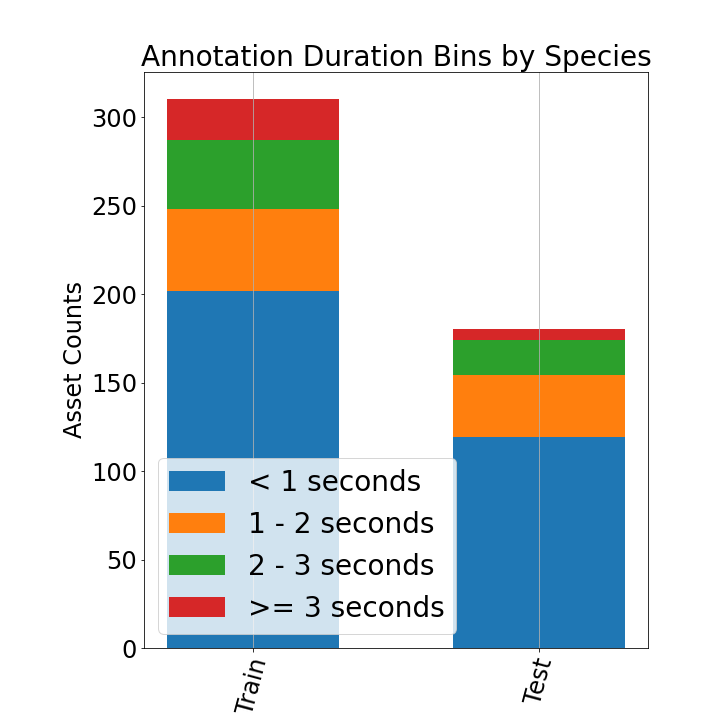 Annotation Duration Bins by Species
Asset Counts
300
250
200
150
100
50
0
< 1 seconds
1 - 2 seconds
2 - 3 seconds
>= 3 seconds
Train
Test